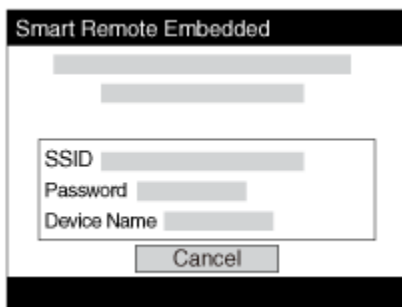 Smart Remote Embedded
SSID
Password
Device Name
Cancel